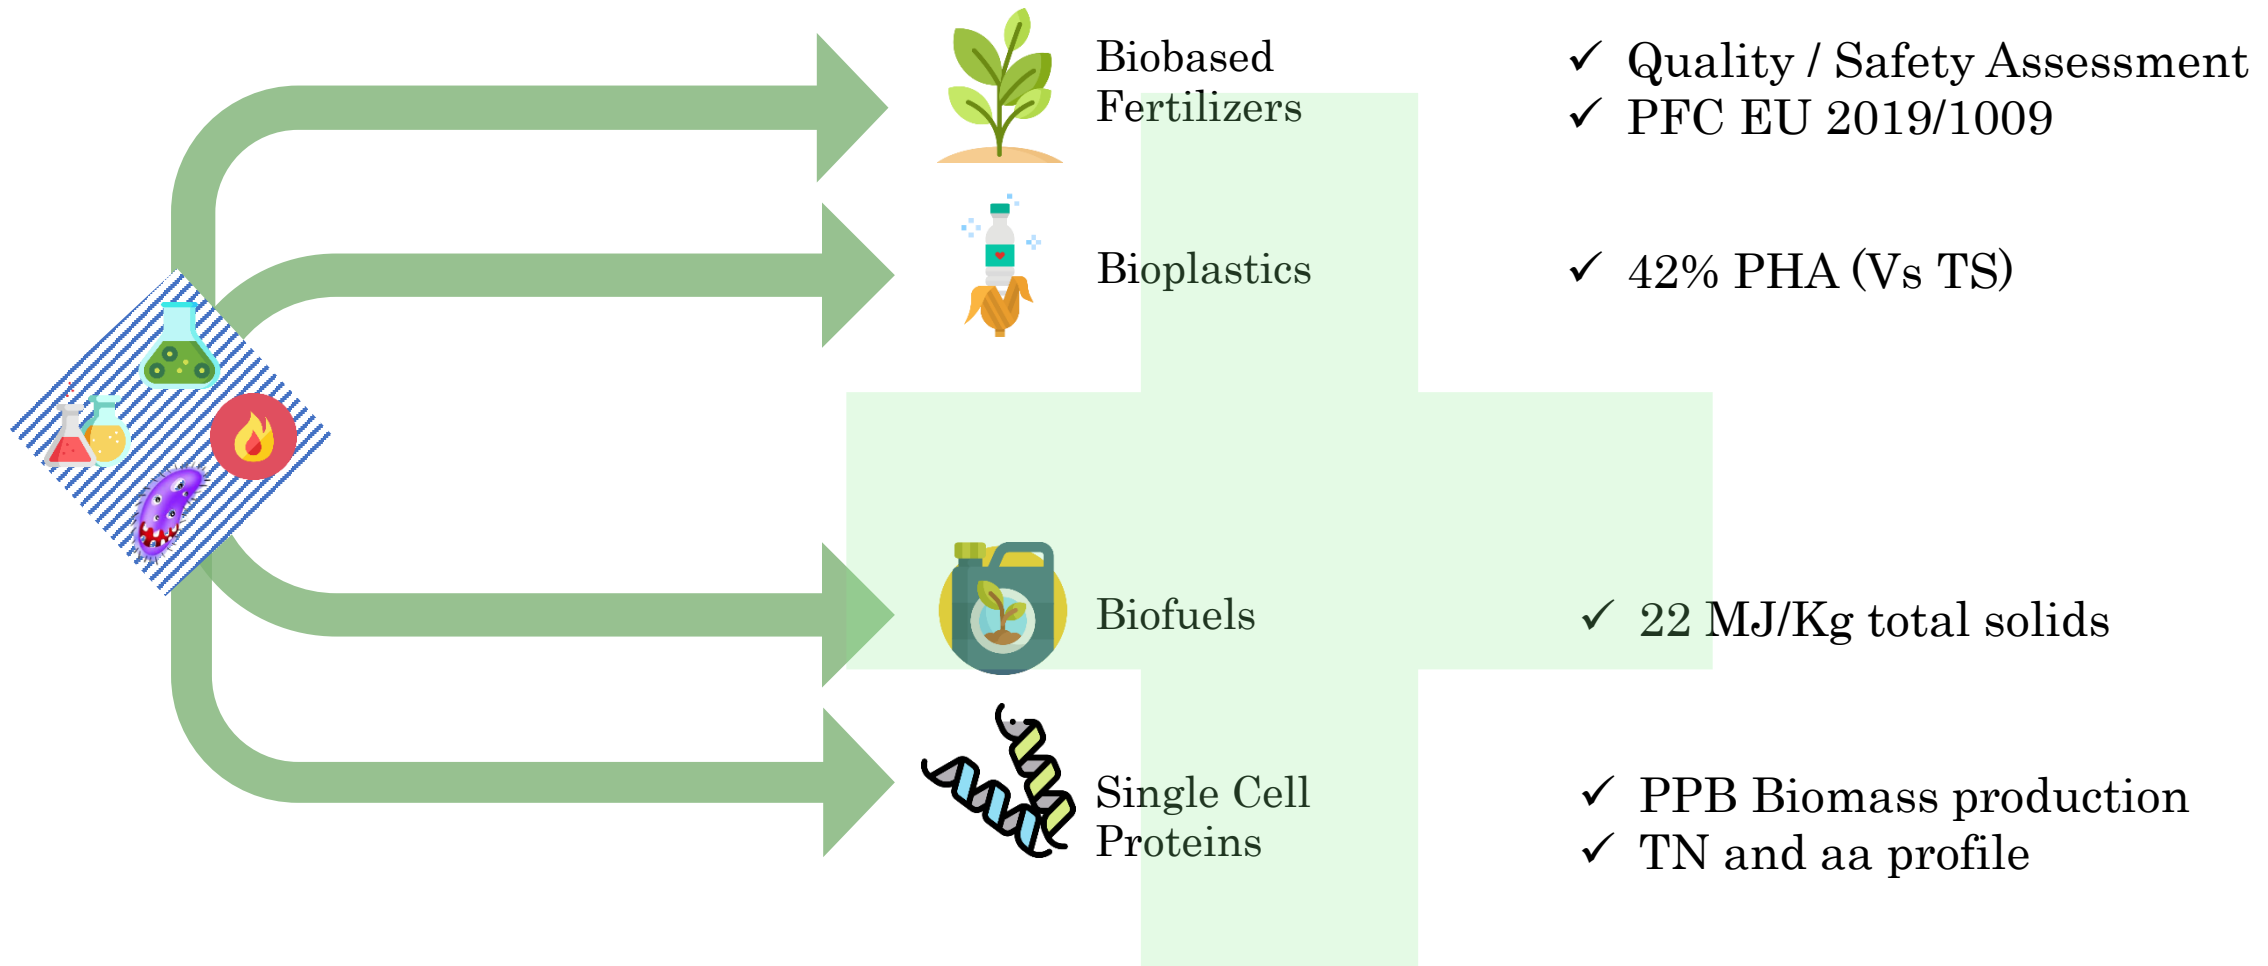 Biobased
Fertilizers
✓ Quality / Safety Assessment
✓ PFC EU 2019/1009
Bioplastics
✓ 42% PHA (Vs TS)
Biofuels
✓ 22 MJ/Kg total solids
Single Cell
Proteins
✓ PPB Biomass production
✓ TN and aa profile